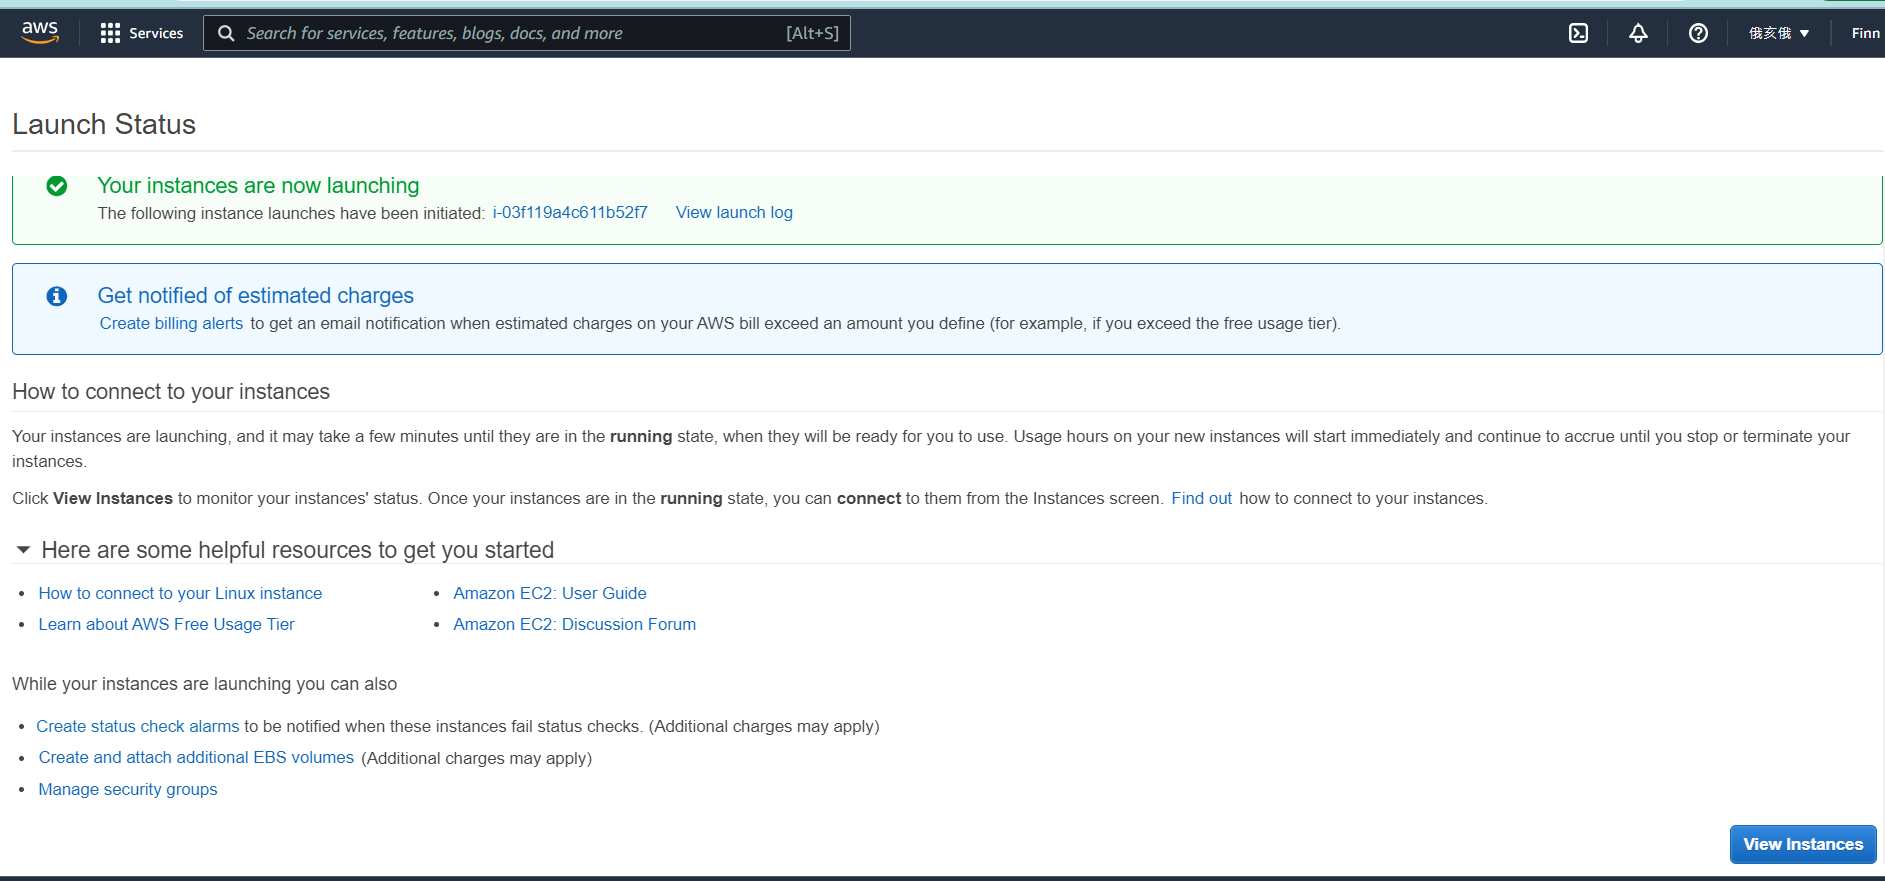 aws Services Search for services, features, blogs, docs, and more [Alt+S] 俄亥俄 Finn
Launch Status
Your instances are now launching
The following instance launches have been initiated: i-03f119a4c611b52f7 View launch log
Get notified of estimated charges
Create billing alerts to get an email notification when estimated charges on your AWS bill exceed an amount you define (for example, if you exceed the free usage tier).
How to connect to your instances
Your instances are launching, and it may take a few minutes until they are in the running state, when they will be ready for you to use. Usage hours on your new instances will start immediately and continue to accrue until you stop or terminate your
instances.
Click View Instances to monitor your instances' status. Once your instances are in the running state, you can connect to them from the Instances screen. Find out how to connect to your instances.
Here are some helpful resources to get you started
• How to connect to your Linux instance • Amazon EC2: User Guide
• Learn about AWS Free Usage Tier • Amazon EC2: Discussion Forum
While your instances are launching you can also
• Create status check alarms to be notified when these instances fail status checks. (Additional charges may apply)
• Create and attach additional EBS volumes (Additional charges may apply)
• Manage security groups
View Instances